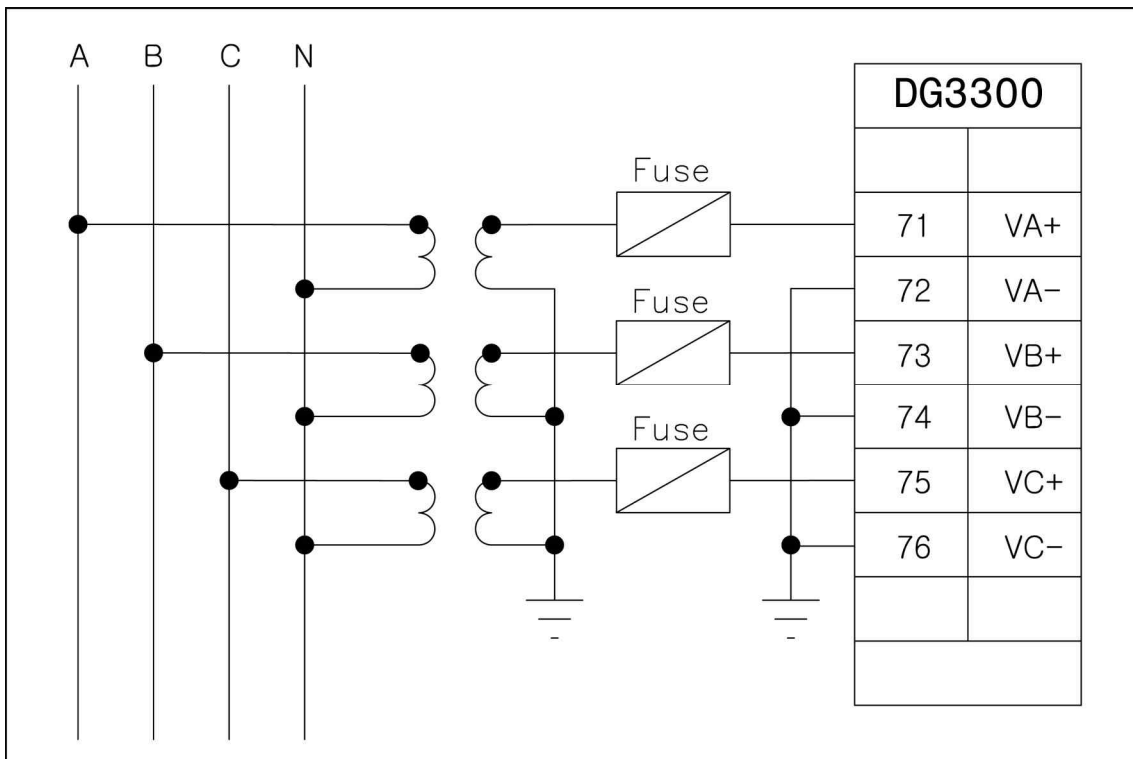 A B C N
DG3300
Fuse
71 VA+
72 VA-
Fuse
73 VB+
74 VB-
Fuse
75 VC+
76 VC-